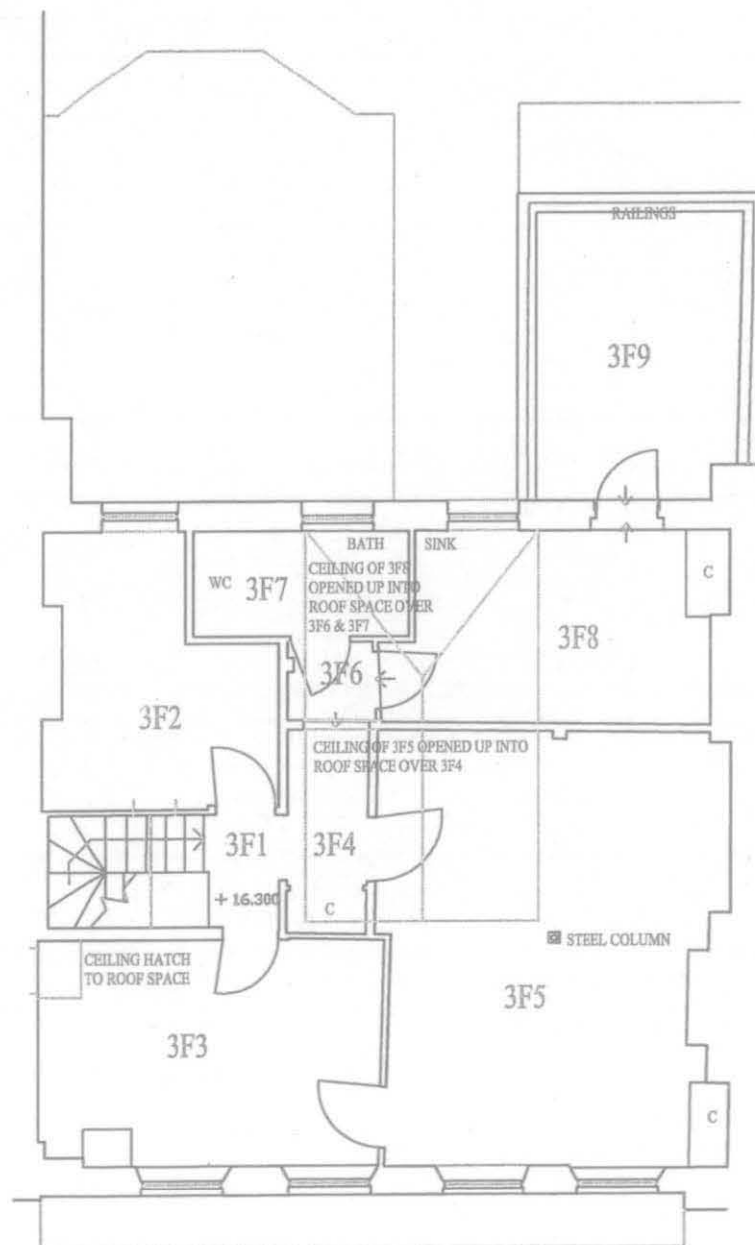 RAILINGS
3F9
BATH
SINK
CEILING OF 3F8
OPENED UP INTO
ROOF SPACE OVER
3F6 & 3F7
WC
3F7
C
3F8
3F6
3F2
CEILING OF 3F5 OPENED UP INTO
ROOF SPACE OVER 3F4
3F1
3F4
+ 16.300
C
STEEL COLUMN
CEILING HATCH
TO ROOF SPACE
3F5
3F3
C